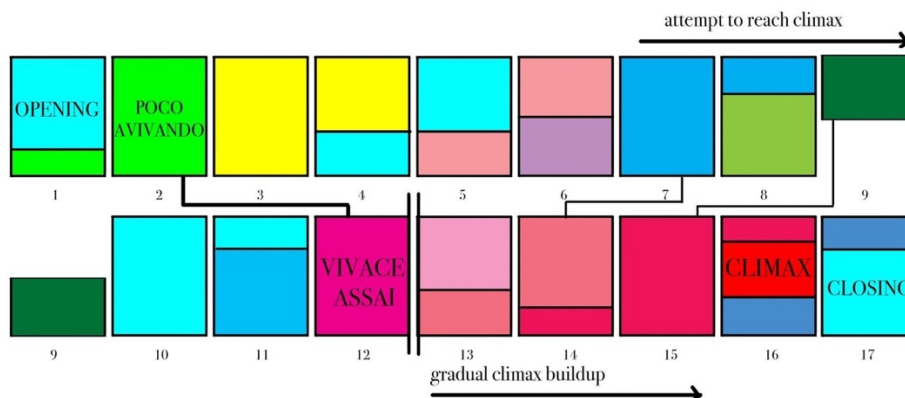 attempt to reach climax
OPENING
POCO
AVIVANDO
1 2 3 4 5 6 7 8 9
VIVACE
ASSAI
CLIMAX
CLOSING
9 10 11 12 13 14 15 16 17
gradual climax buildup